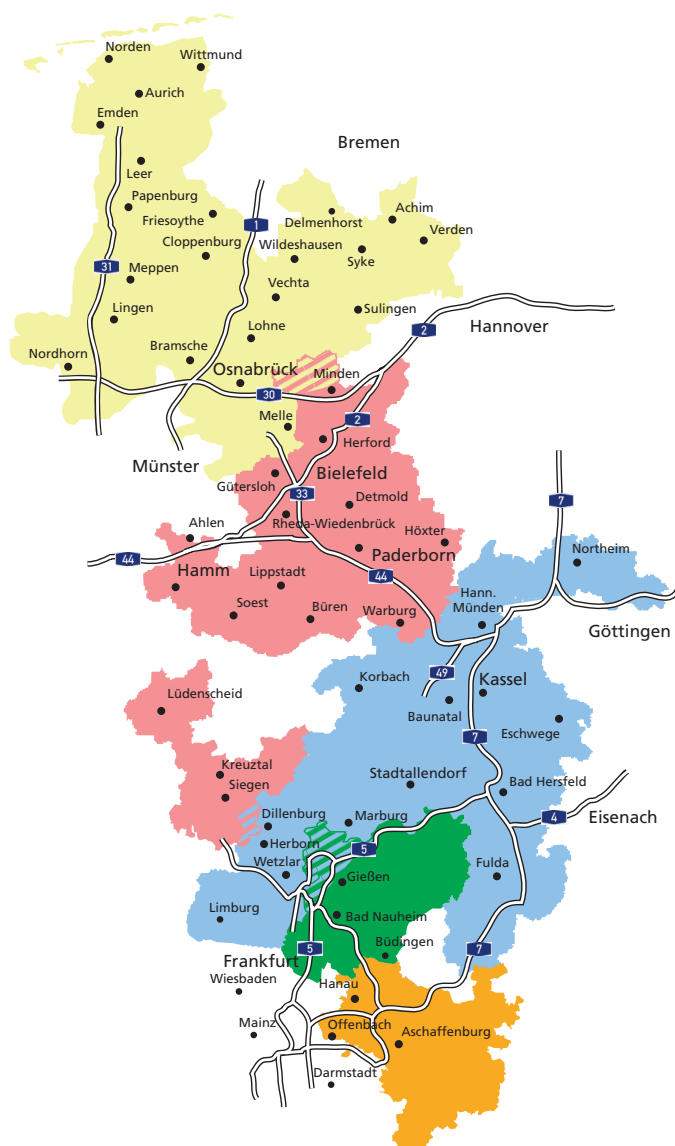 Norden
Wittmund
Aurich
Emden
Bremen
Leer
Papenburg
Friesoythe
Delmenhorst
Achim
1
Verden
Cloppenburg
Wildeshausen
Syke
31
Meppen
Vechta
Lingen
Sulingen
Hannover
2
Lohne
Bramsche
Nordhorn
Osnabrück
Minden
30
Melle
2
Herford
Münster
Bielefeld
Gütersloh
33
Detmold
7
Rheda-Wiedenbrück
Ahlen
Höxter
Paderborn
44
Northeim
Hamm
Lippstadt
44
Hann.
Münden
Soest
Büren
Warburg
Göttingen
49
Korbach
Kassel
Lüdenscheid
Baunatal
Eschwege
7
Kreuztal
Siegen
Stadtallendorf
Bad Hersfeld
Dillenburg
Marburg
4
Eisenach
Herborn
5
Wetzlar
Gießen
Fulda
Limburg
Bad Nauheim
5
Büdingen
7
Frankfurt
Wiesbaden
Hanau
Mainz
Offenbach
Aschaffenburg
Darmstadt